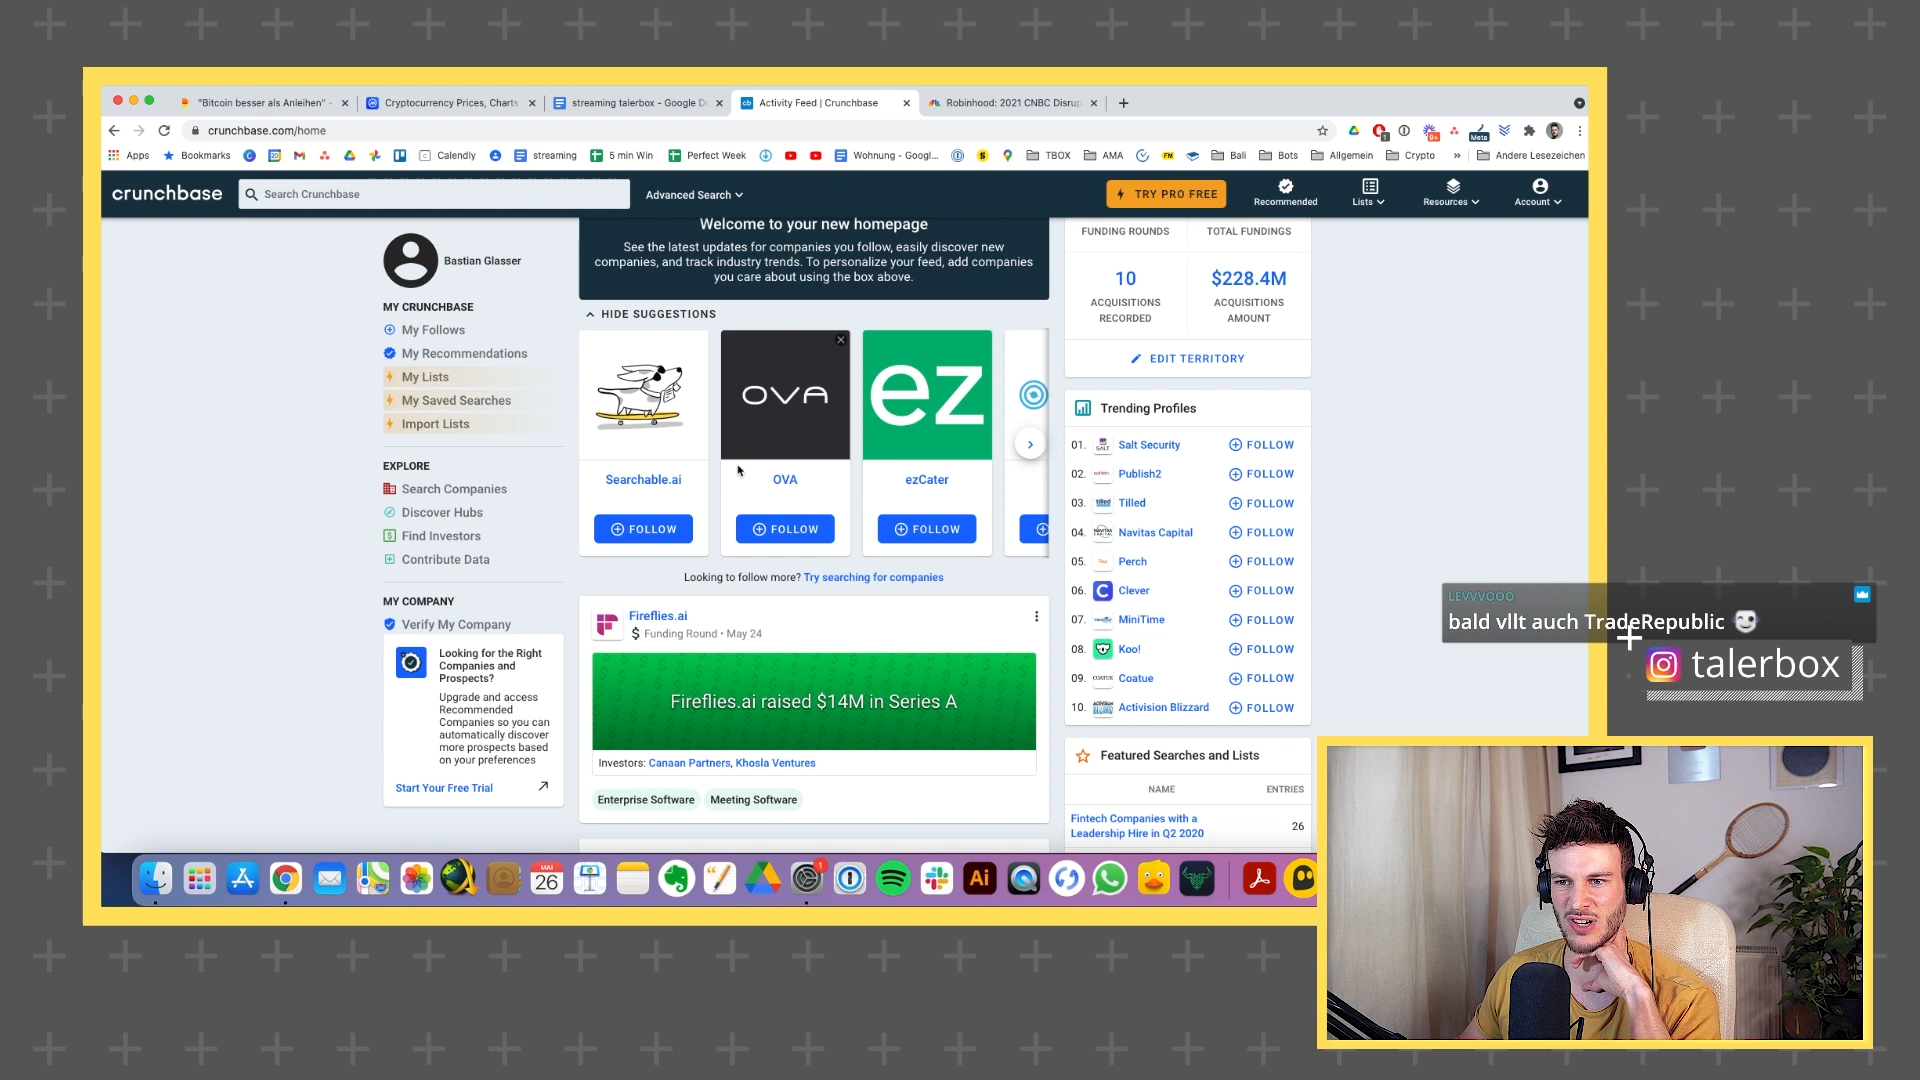 "Bitcoin besser als Anleihen" -
Cryptocurrency Prices, Charts
streaming talerbox - Google D
Activity Feed | Crunchbase
Robinhood: 2021 CNBC Disrup
crunchbase.com/home
Apps
Bookmarks
Calendly
streaming
5 min Win
Perfect Week
Wohnung - Googl...
TBOX
AMA
Bali
Bots
Allgemein
Crypto
»
Andere Lesezeichen
crunchbase
Search Crunchbase
Advanced Search
TRY PRO FREE
Recommended
Lists
Resources
Account
Bastian Glasser
MY CRUNCHBASE
My Follows
My Recommendations
My Lists
My Saved Searches
Import Lists
EXPLORE
Search Companies
Discover Hubs
Find Investors
Contribute Data
MY COMPANY
Verify My Company
Looking for the Right
Companies and
Prospects?
Upgrade and access
Recommended
Companies so you can
automatically discover
more prospects based
on your preferences
Start Your Free Trial
Welcome to your new homepage
See the latest updates for companies you follow, easily discover new
companies, and track industry trends. To personalize your feed, add companies
you care about using the box above.
HIDE SUGGESTIONS
OVA
ez
Searchable.ai
OVA
ezCater
FOLLOW
FOLLOW
FOLLOW
Looking to follow more? Try searching for companies
Fireflies.ai
Funding Round • May 24
Fireflies.ai raised $14M in Series A
Investors: Canaan Partners, Khosla Ventures
Enterprise Software
Meeting Software
FUNDING ROUNDS
TOTAL FUNDINGS
10
$228.4M
ACQUISITIONS
RECORDED
ACQUISITIONS
AMOUNT
EDIT TERRITORY
Trending Profiles
01. Salt Security FOLLOW
02. Publish2 FOLLOW
03. Tilled FOLLOW
04. Navitas Capital FOLLOW
05. Perch FOLLOW
06. Clever FOLLOW
07. MiniTime FOLLOW
08. Koo! FOLLOW
09. Coatue FOLLOW
10. Activision Blizzard FOLLOW
Featured Searches and Lists
NAME
ENTRIES
Fintech Companies with a
Leadership Hire in Q2 2020
26
LEVVVOOO
bald vllt auch TradeRepublic
talerbox
MAI
26
Ai
1